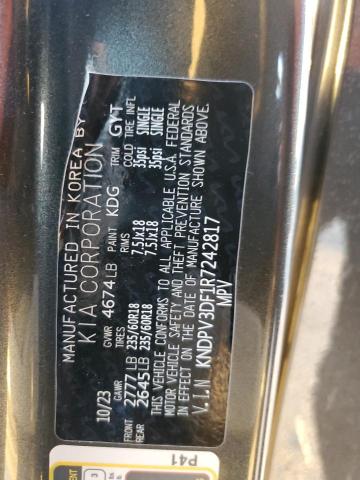 MANUFACTURED IN KOREA BY
KIA CORPORATION
10/23 GVWR 4674LB PAINT KDG TRIM GYT
GAWR TIRES RIMS COLD TIRE INFL
FRONT 2777LB 235/60R18 7.5JX18 35psi SINGLE
REAR 2645LB 235/60R18 7.5JX18 35psi SINGLE
THIS VEHICLE CONFORMS TO ALL APPLICABLE U.S.A. FEDERAL
MOTOR VEHICLE SAFETY AND THEFT PREVENTION STANDARDS
IN EFFECT ON THE DATE OF MANUFACTURE SHOWN ABOVE.
V.I.N KNDPV3DF1R7242817
MPV
P41